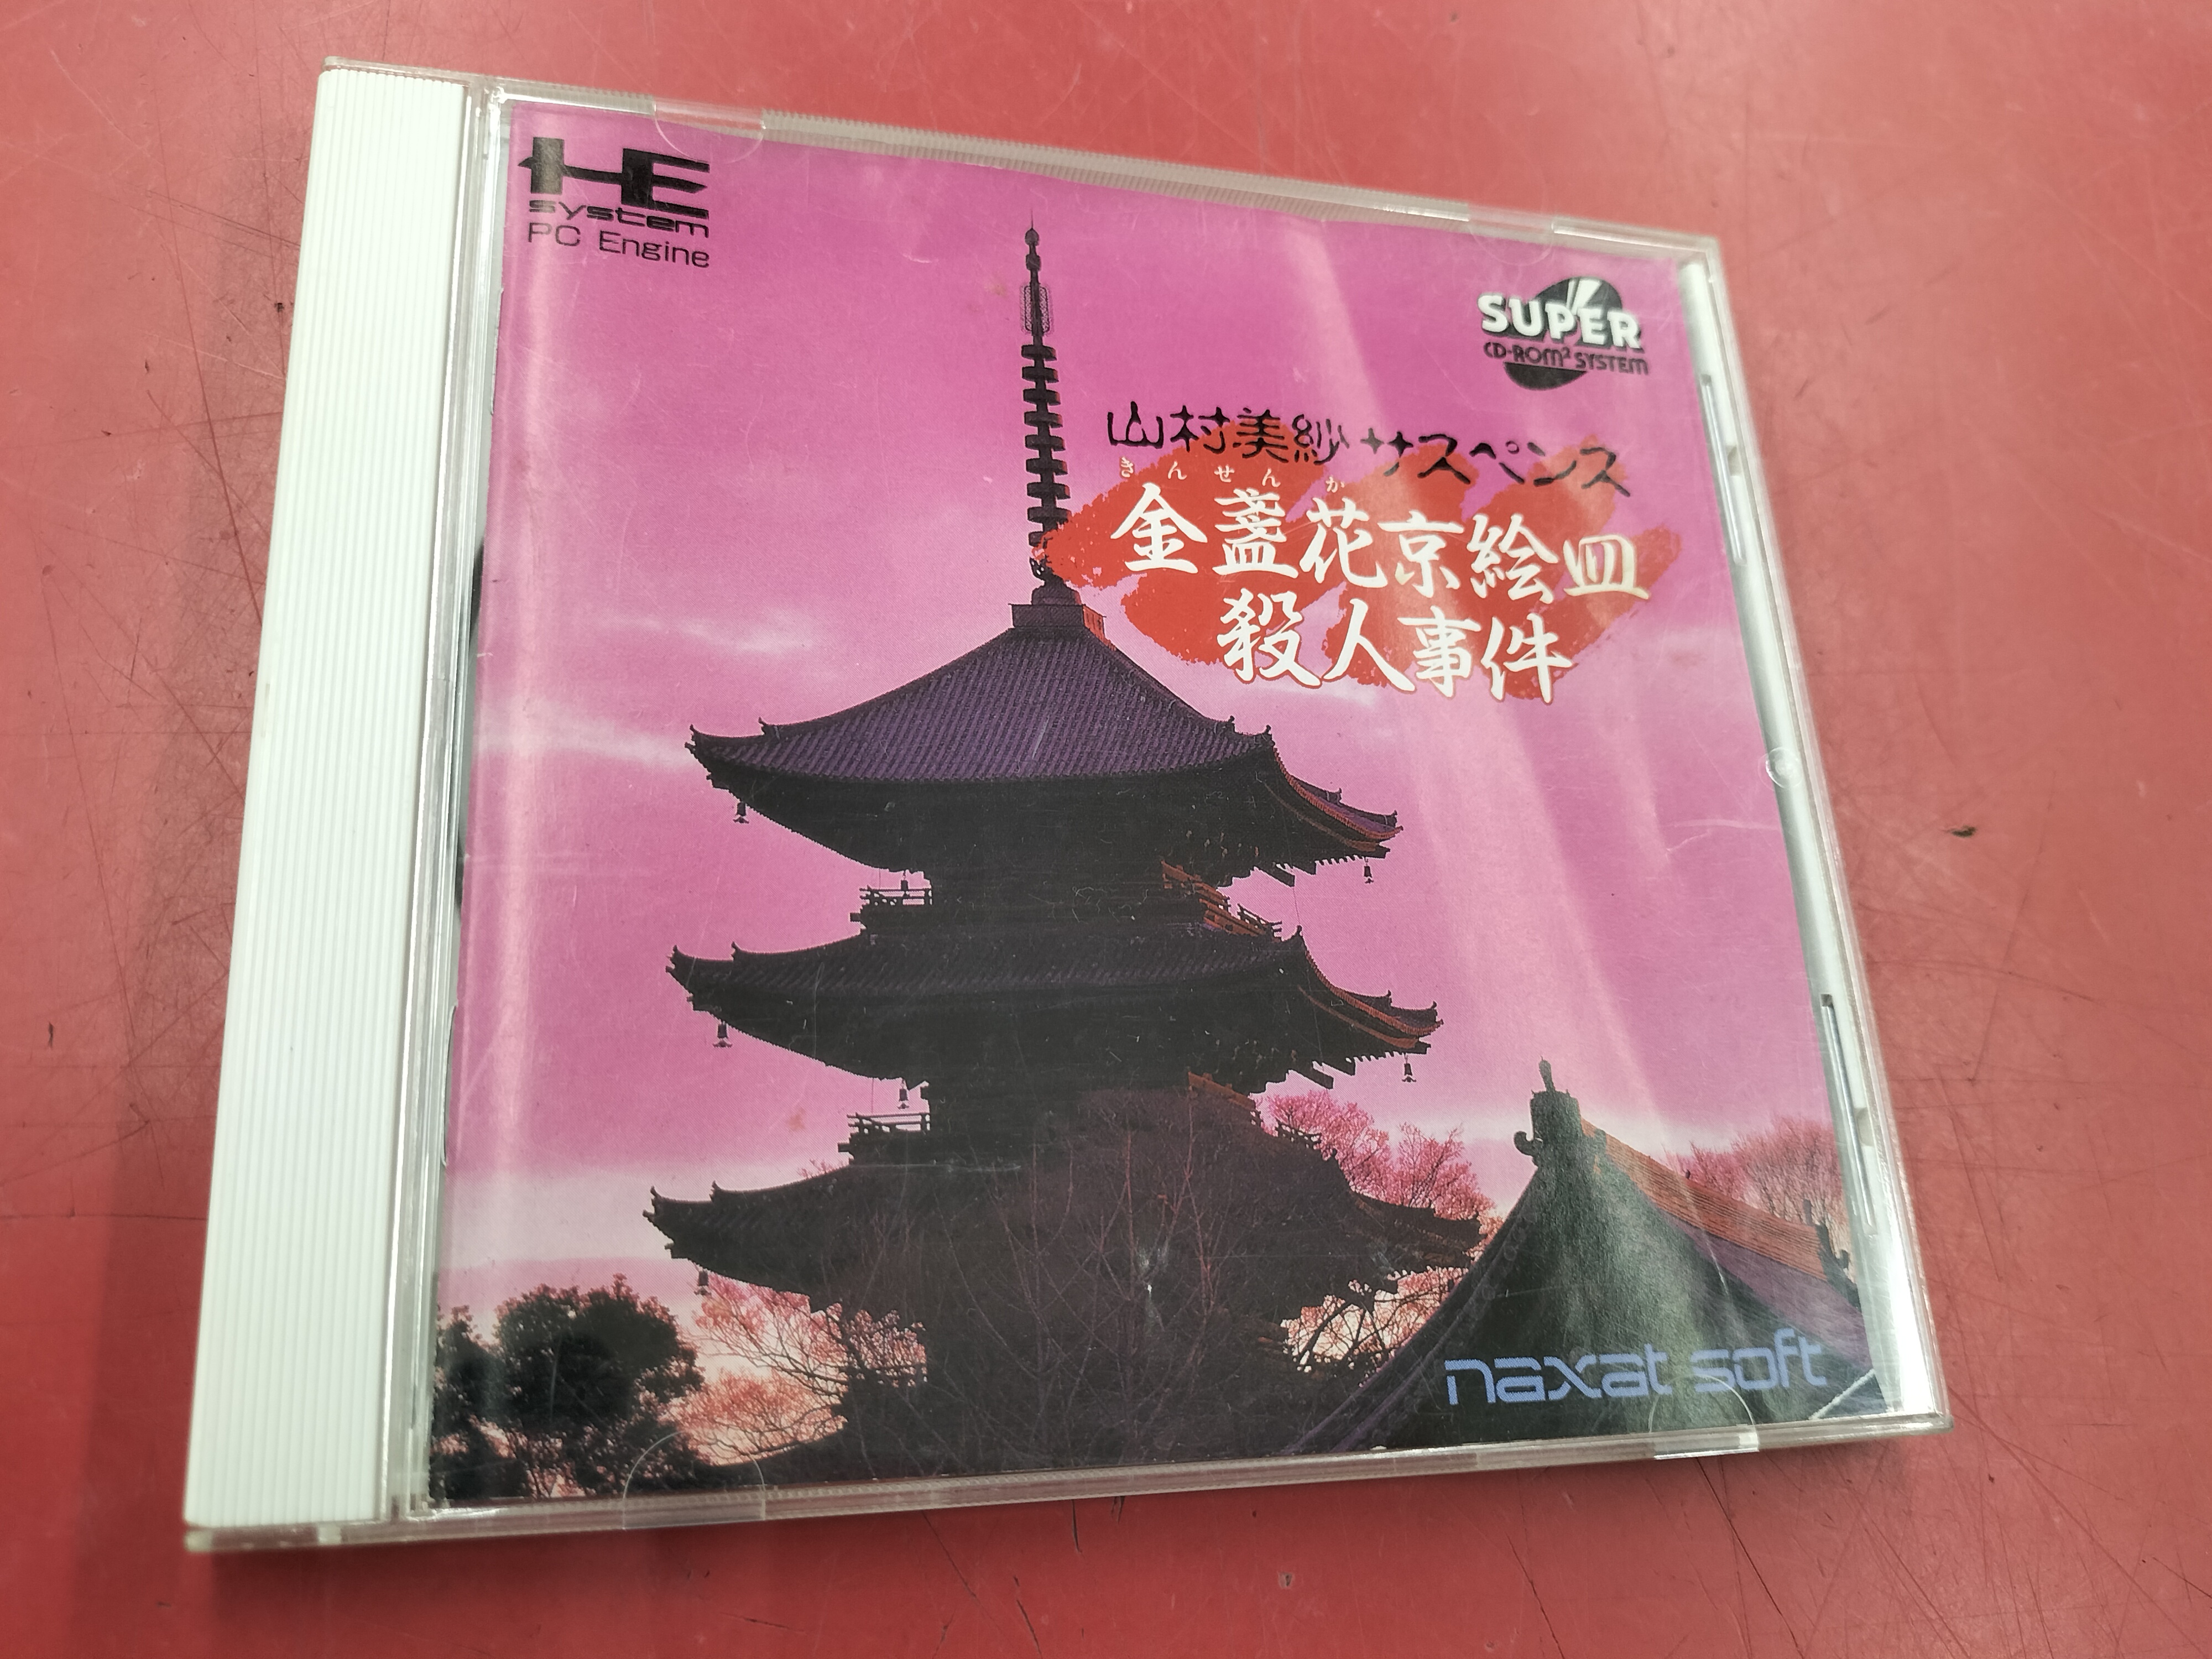 HE
system
PC Engine
SUPER
CD-ROM² SYSTEM
山村美紗サスペンス
きんせんか
金盞花京絵皿
殺人事件
naxat soft